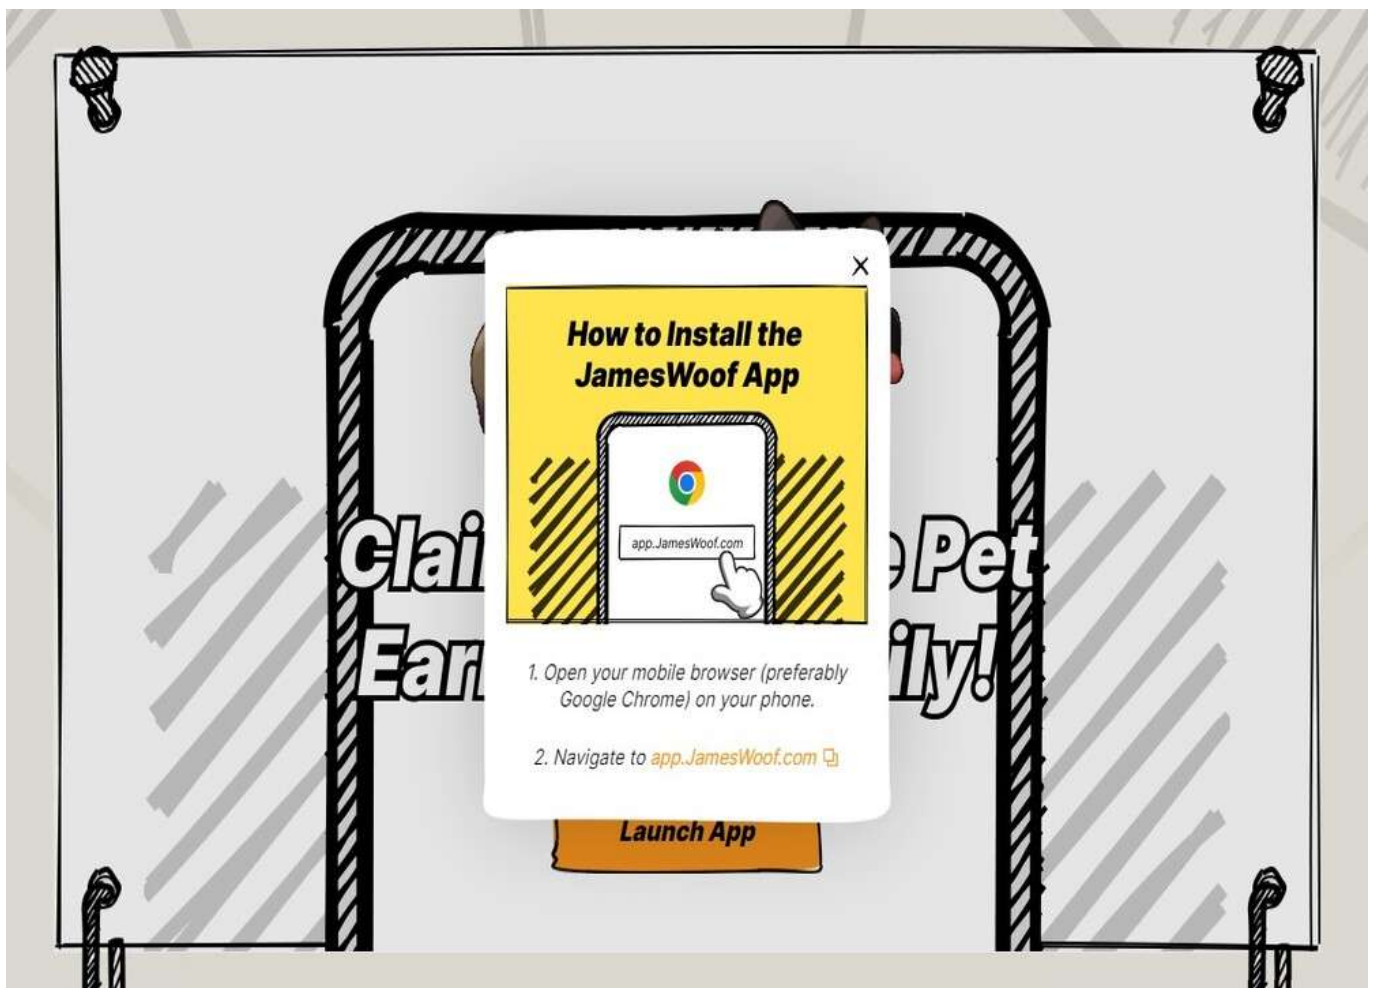 How to Install the
JamesWoof App
app.JamesWoof.com
Pet
1. Open your mobile browser (preferably
Google Chrome) on your phone.
2. Navigate to app.JamesWoof.com
Launch App